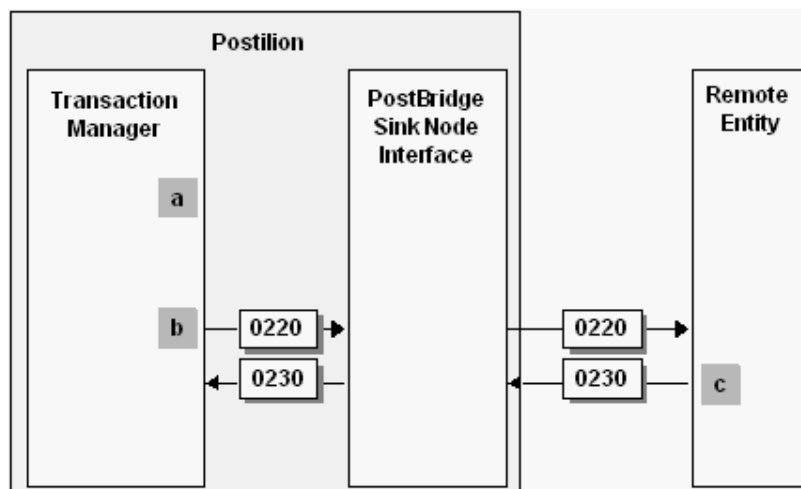 Postilion
Transaction
Manager
PostBridge
Sink Node
Interface
Remote
Entity
a
b
0220
0220
0230
0230
c